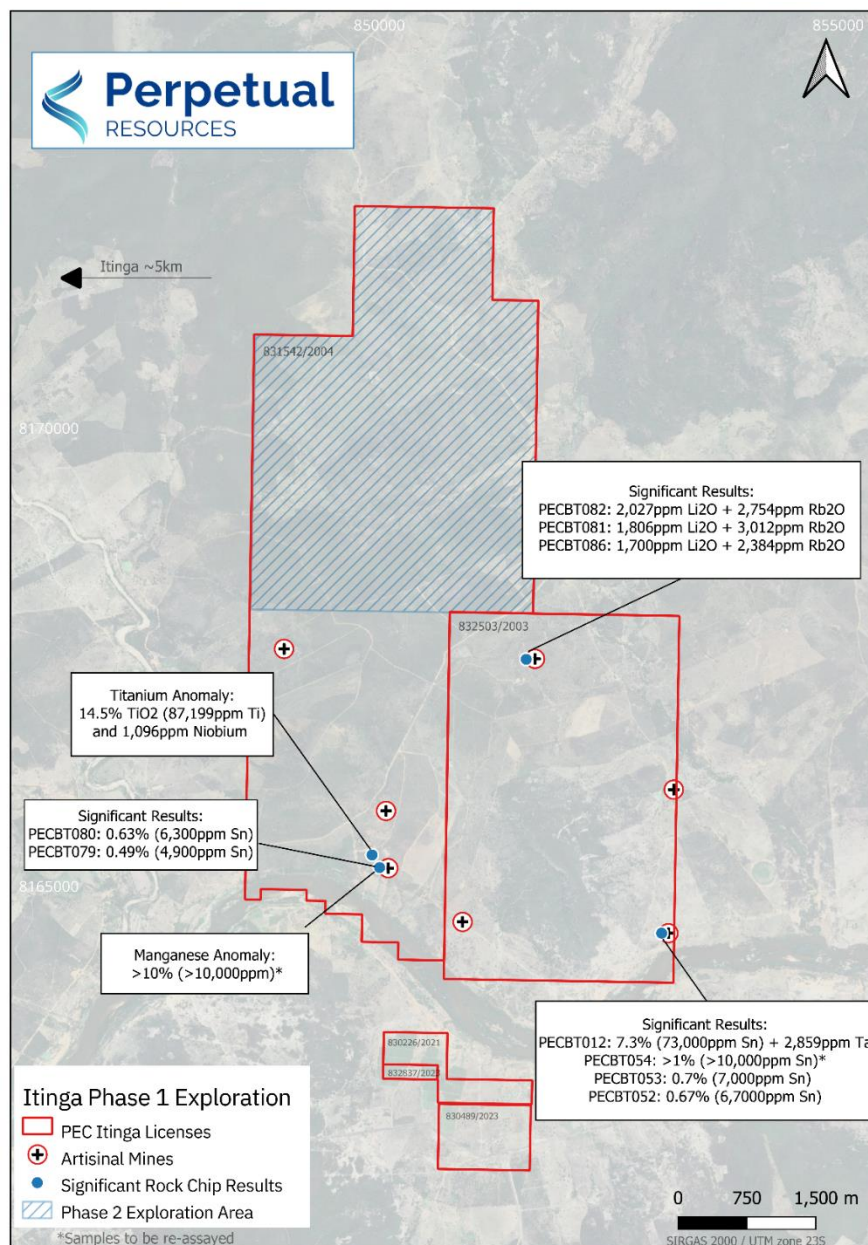 850000
855000
Perpetual
RESOURCES
Itinga ~5km
831542/2004
8170000
Significant Results:
PECBT082: 2,027ppm Li2O + 2,754ppm Rb2O
PECBT081: 1,806ppm Li2O + 3,012ppm Rb2O
PECBT086: 1,700ppm Li2O + 2,384ppm Rb2O
832503/2003
Titanium Anomaly:
14.5% TiO2 (87,199ppm Ti)
and 1,096ppm Niobium
Significant Results:
PECBT080: 0.63% (6,300ppm Sn)
PECBT079: 0.49% (4,900ppm Sn)
8165000
Manganese Anomaly:
>10% (>10,000ppm)*
Significant Results:
PECBT012: 7.3% (73,000ppm Sn) + 2,859ppm Ta
PECBT054: >1% (>10,000ppm Sn)*
PECBT053: 0.7% (7,000ppm Sn)
PECBT052: 0.67% (6,7000ppm Sn)
830226/2021
832837/2023
830489/2023
Itinga Phase 1 Exploration
PEC Itinga Licenses
Artisinal Mines
Significant Rock Chip Results
Phase 2 Exploration Area
*Samples to be re-assayed
0 750 1,500 m
SIRGAS 2000 / UTM zone 23S